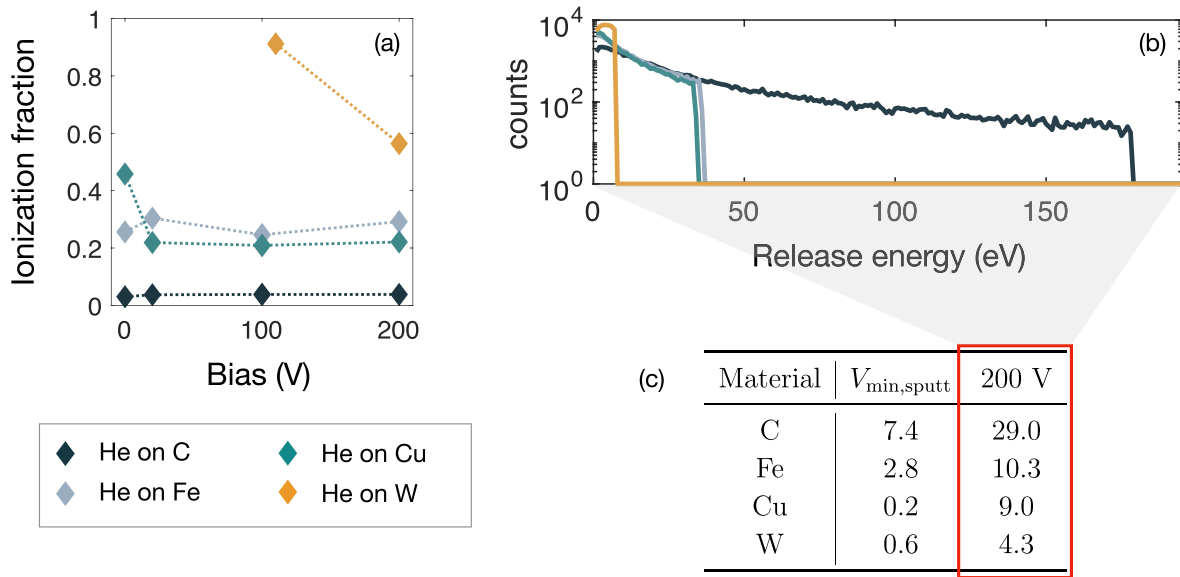 (a)
Ionization fraction
1
0.8
0.6
0.4
0.2
0
0 100 200
Bias (V)
He on C He on Cu
He on Fe He on W
(b)
counts
10^4
10^2
10^0
0 50 100 150
Release energy (eV)
(c)
Material V_min,sputt 200 V
C 7.4 29.0
Fe 2.8 10.3
Cu 0.2 9.0
W 0.6 4.3